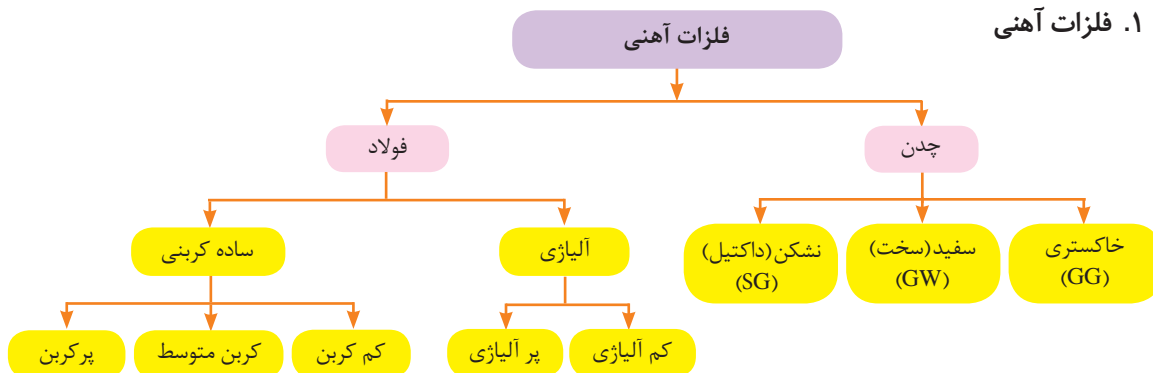 ۱. فلزات آهنی
فلزات آهنی
چدن
فولاد
خاکستری
(GG)
سفید(سخت)
(GW)
نشکن(داکتیل)
(SG)
آلیاژی
ساده کربنی
کم آلیاژی
پر آلیاژی
کم کربن
کربن متوسط
پرکربن